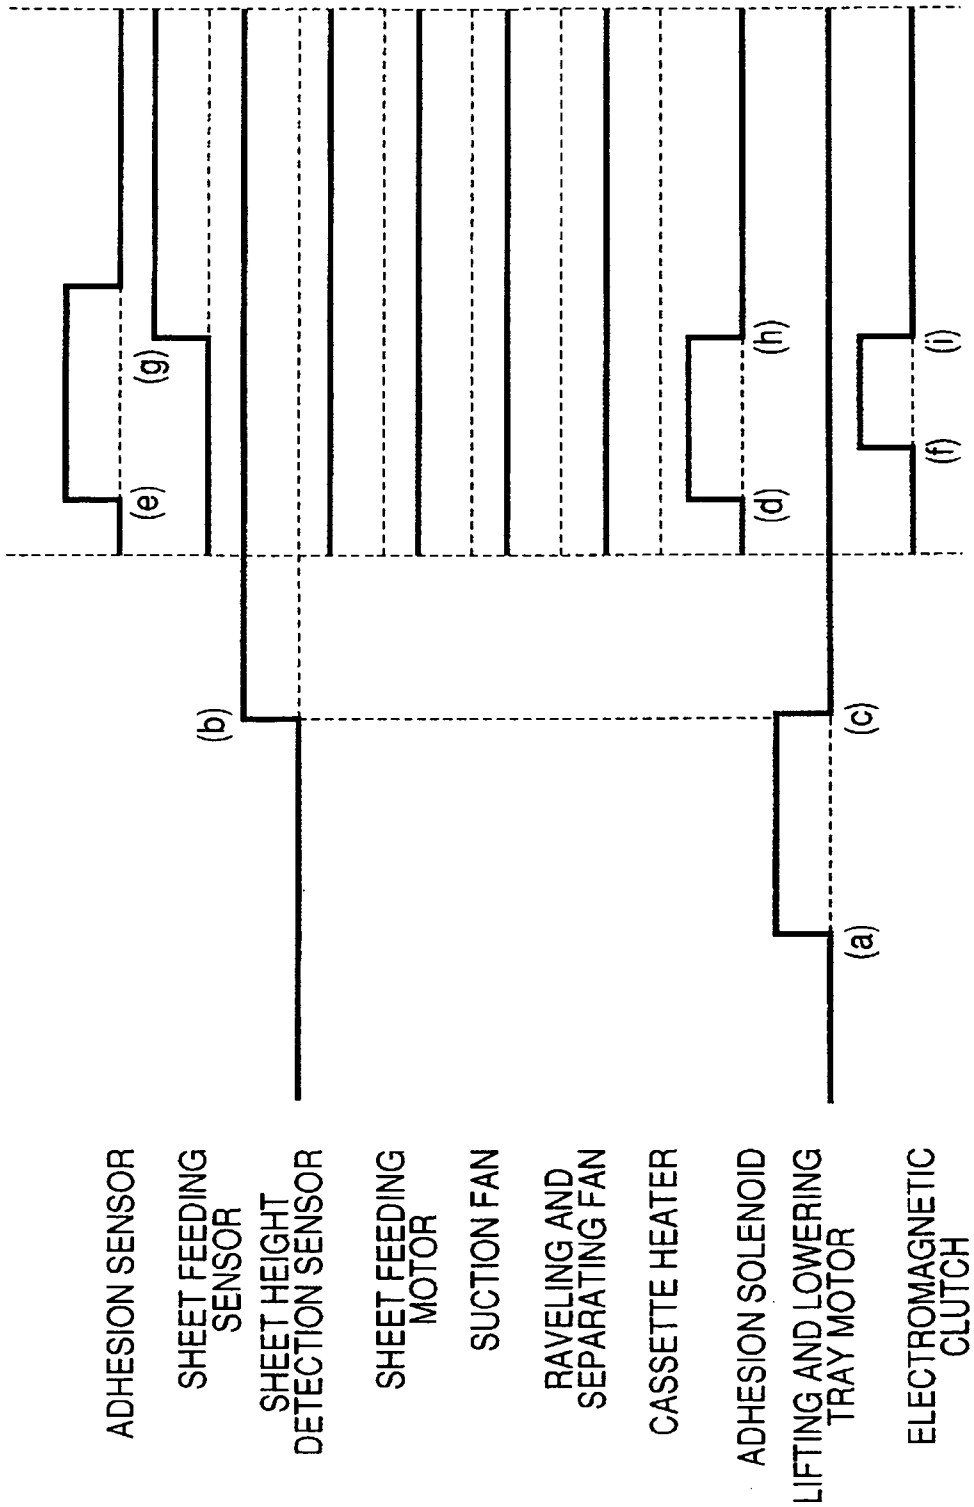 ADHESION SENSOR
SHEET FEEDING
SENSOR
SHEET HEIGHT
DETECTION SENSOR
SHEET FEEDING
MOTOR
SUCTION FAN
RAVELING AND
SEPARATING FAN
CASSETTE HEATER
ADHESION SOLENOID
LIFTING AND LOWERING
TRAY MOTOR
ELECTROMAGNETIC
CLUTCH
(e)
(g)
(b)
(d)
(h)
(a)
(c)
(f)
(i)